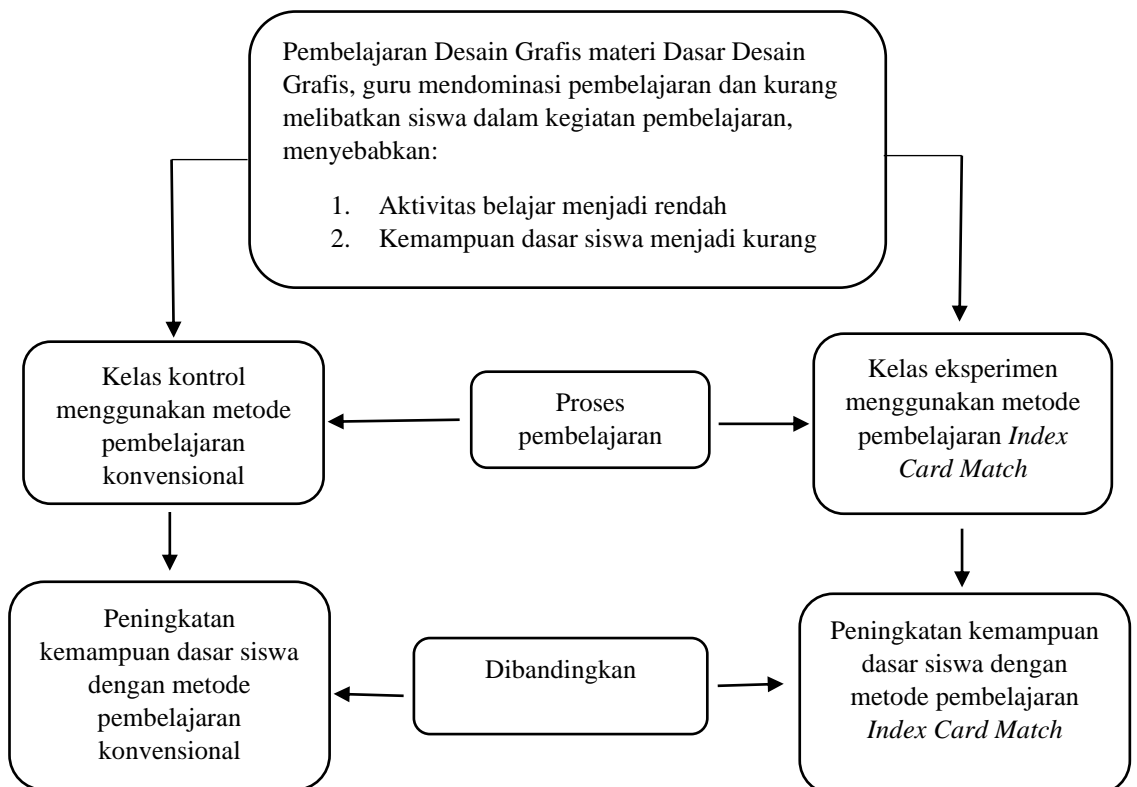 Pembelajaran Desain Grafis materi Dasar Desain
Grafis, guru mendominasi pembelajaran dan kurang
melibatkan siswa dalam kegiatan pembelajaran,
menyebabkan:
1. Aktivitas belajar menjadi rendah
2. Kemampuan dasar siswa menjadi kurang
Kelas kontrol
menggunakan metode
pembelajaran
konvensional
Proses
pembelajaran
Kelas eksperimen
menggunakan metode
pembelajaran Index
Card Match
Peningkatan
kemampuan dasar siswa
dengan metode
pembelajaran
konvensional
Dibandingkan
Peningkatan kemampuan
dasar siswa dengan
metode pembelajaran
Index Card Match